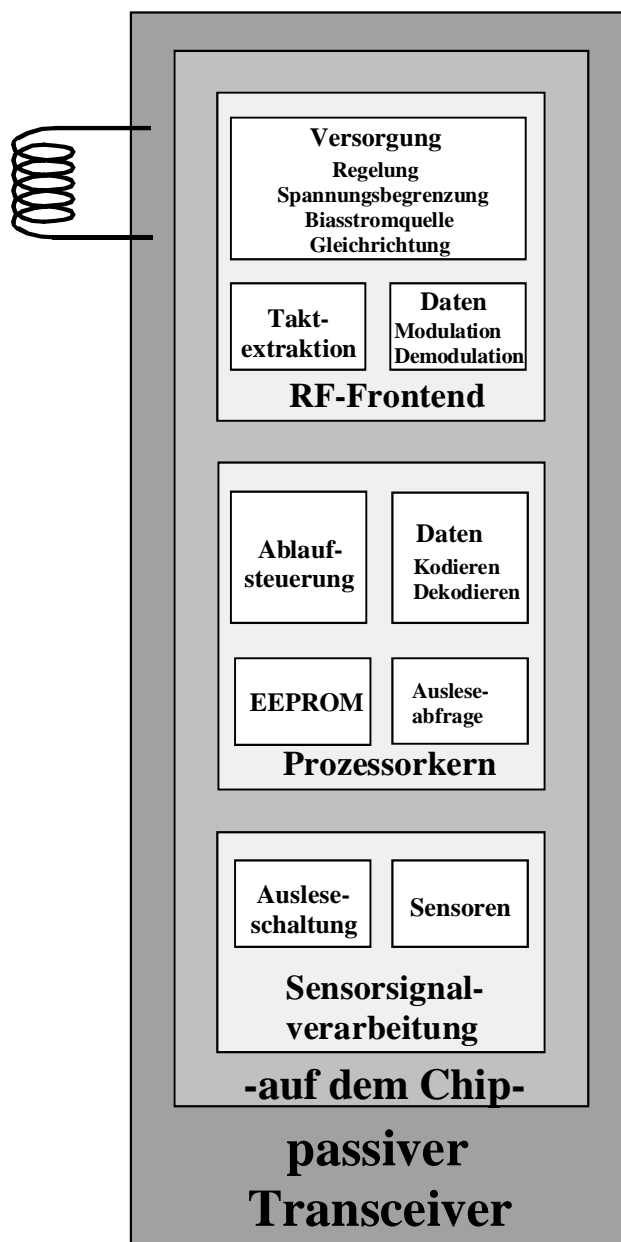 Versorgung
Regelung
Spannungsbegrenzung
Biasstromquelle
Gleichrichtung
Takt-
extraktion
Daten
Modulation
Demodulation
RF-Frontend
Ablauf-
steuerung
Daten
Kodieren
Dekodieren
EEPROM
Auslese-
abfrage
Prozessorkern
Auslese-
schaltung
Sensoren
Sensorsignal-
verarbeitung
-auf dem Chip-
passiver
Transceiver